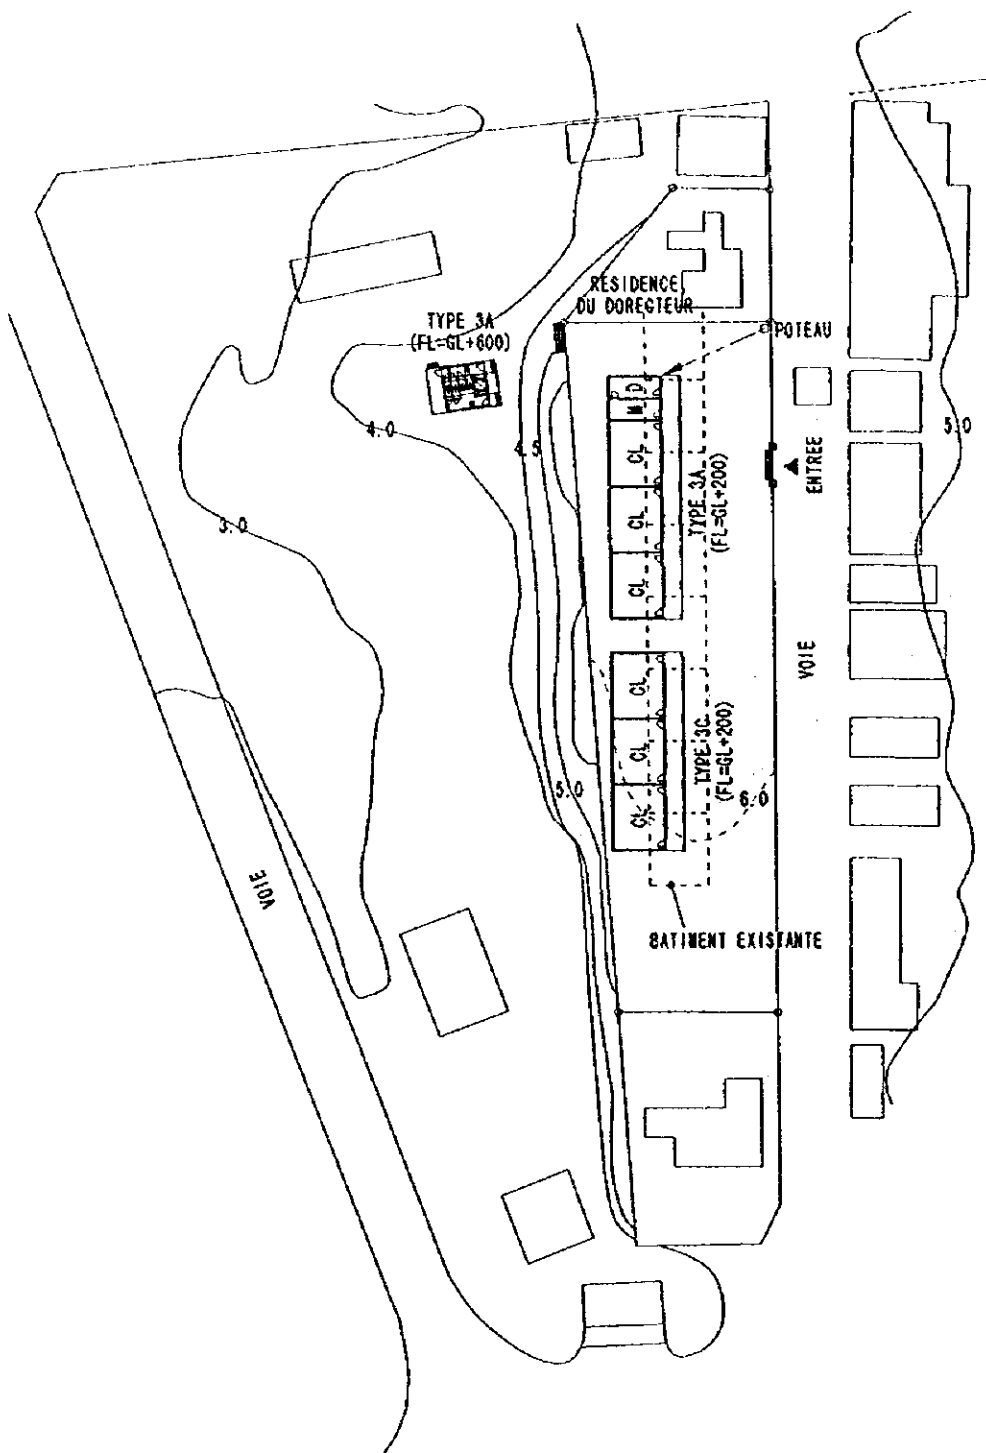 RESIDENCE
DU DORECTEUR
TYPE 3A
(FL=GL+600)
POTEAU
D
M
4.0
4.5
5.0
CL
TYPE 3A
(FL=GL+200)
ENTREE
3.0
CL
CL
VOIE
CL
CL
TYPE 3C
(FL=GL+200)
5.0
6.0
CL
VOIE
BATIMENT EXISTANTE